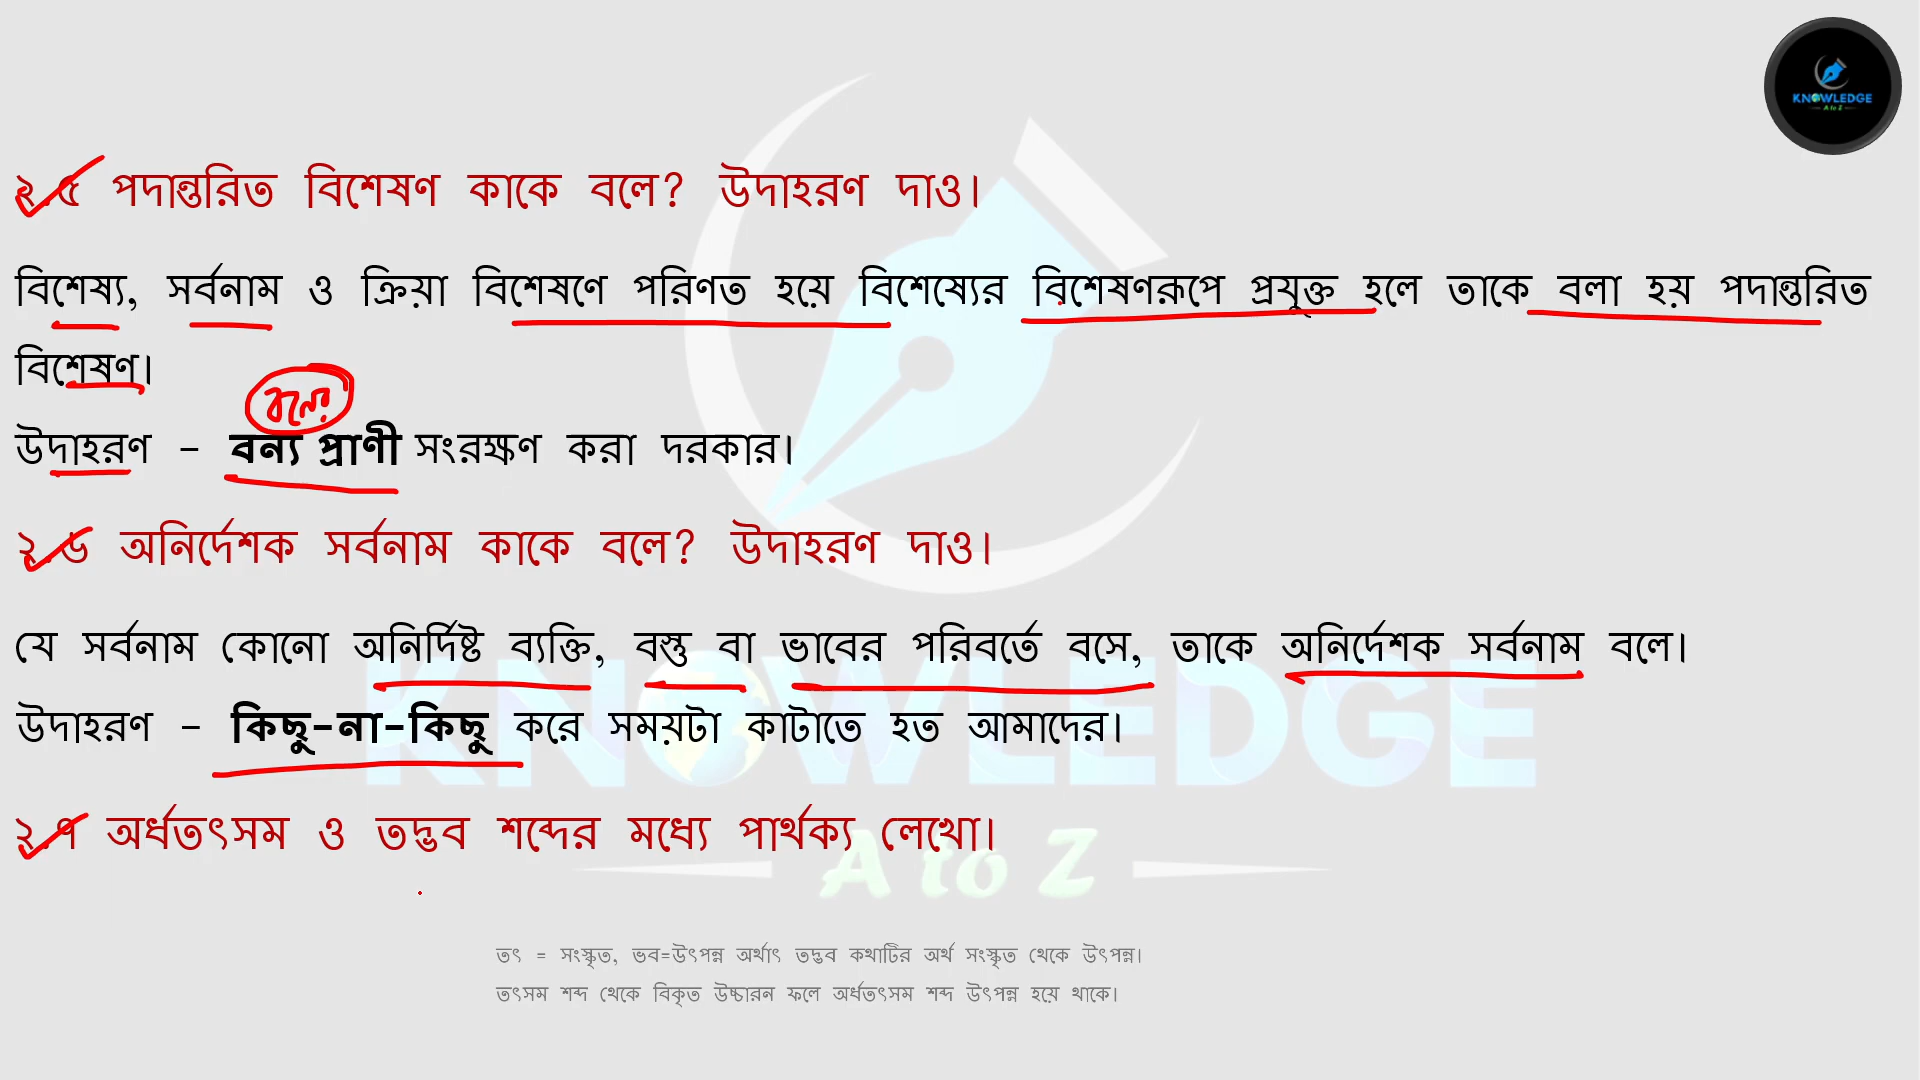 KNOWLEDGE
A to Z
২.৫ পদান্তরিত বিশেষণ কাকে বলে? উদাহরণ দাও।
বিশেষ্য, সর্বনাম ও ক্রিয়া বিশেষণে পরিণত হয়ে বিশেষ্যের বিশেষণরূপে প্রযুক্ত হলে তাকে বলা হয় পদান্তরিত
বিশেষণ।
বনের
উদাহরণ – বন্য প্রাণী সংরক্ষণ করা দরকার।
২.৬ অনির্দেশক সর্বনাম কাকে বলে? উদাহরণ দাও।
যে সর্বনাম কোনো অনির্দিষ্ট ব্যক্তি, বস্তু বা ভাবের পরিবর্তে বসে, তাকে অনির্দেশক সর্বনাম বলে।
উদাহরণ – কিছু-না-কিছু করে সময়টা কাটাতে হত আমাদের।
KNOWLEDGE
২.৭ অর্ধতৎসম ও তদ্ভব শব্দের মধ্যে পার্থক্য লেখো।
A to Z
তৎ = সংস্কৃত, ভব=উৎপন্ন অর্থাৎ তদ্ভব কথাটির অর্থ সংস্কৃত থেকে উৎপন্ন।
তৎসম শব্দ থেকে বিকৃত উচ্চারন ফলে অর্ধতৎসম শব্দ উৎপন্ন হয়ে থাকে।